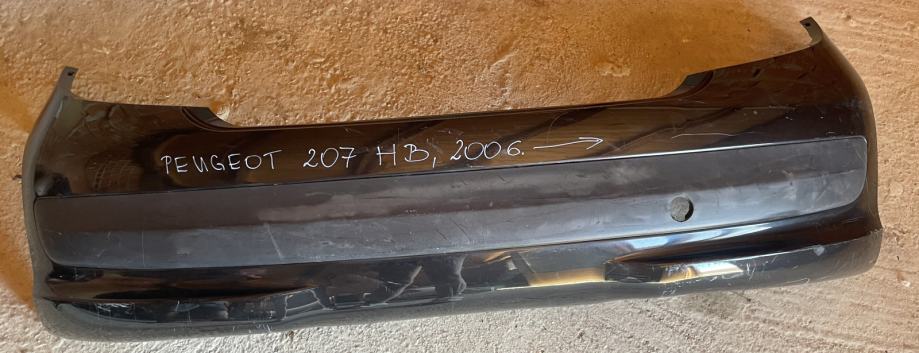 PEUGEOT 207 HB, 2006. →